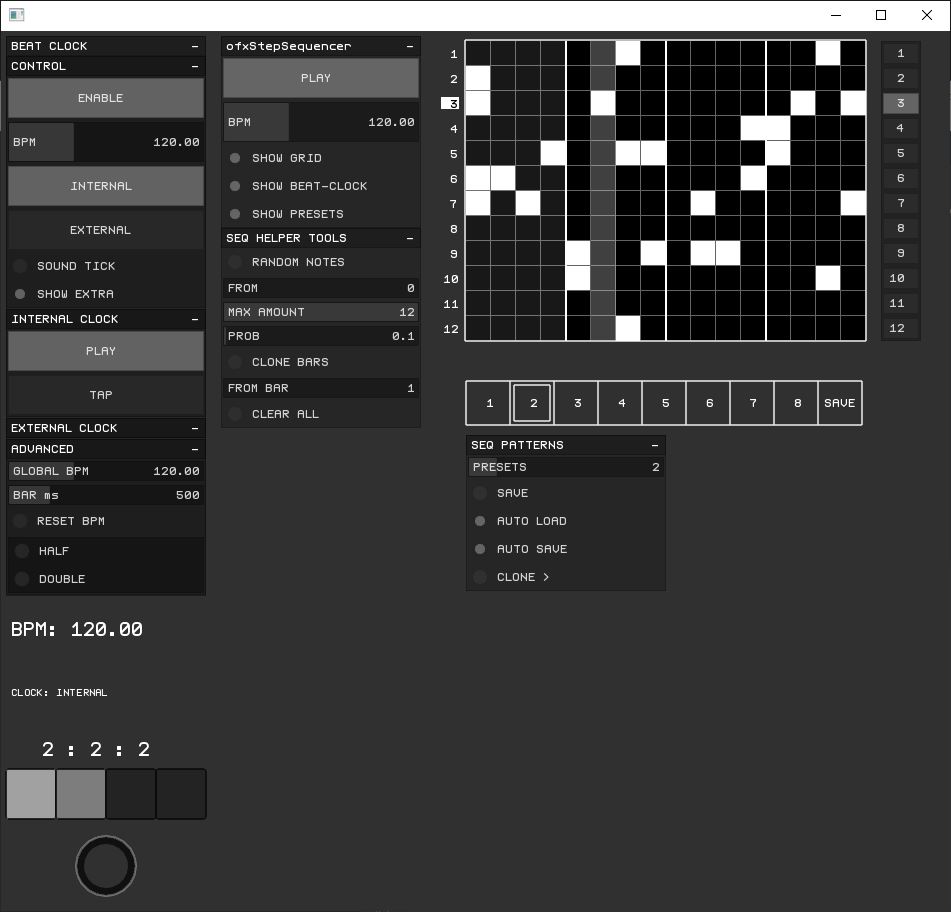 BEAT CLOCK –
CONTROL –
ENABLE
BPM 120.00
INTERNAL
EXTERNAL
SOUND TICK
SHOW EXTRA
INTERNAL CLOCK –
PLAY
TAP
EXTERNAL CLOCK –
ADVANCED –
GLOBAL BPM 120.00
BAR ms 500
RESET BPM
HALF
DOUBLE
BPM: 120.00
CLOCK: INTERNAL
2 : 2 : 2
ofxStepSequencer –
PLAY
BPM 120.00
SHOW GRID
SHOW BEAT-CLOCK
SHOW PRESETS
SEQ HELPER TOOLS –
RANDOM NOTES
FROM 0
MAX AMOUNT 12
PROB 0.1
CLONE BARS
FROM BAR 1
CLEAR ALL
1
2
3
4
5
6
7
8
9
10
11
12
1
2
3
4
5
6
7
8
9
10
11
12
1 2 3 4 5 6 7 8 SAVE
SEQ PATTERNS –
PRESETS 2
SAVE
AUTO LOAD
AUTO SAVE
CLONE >